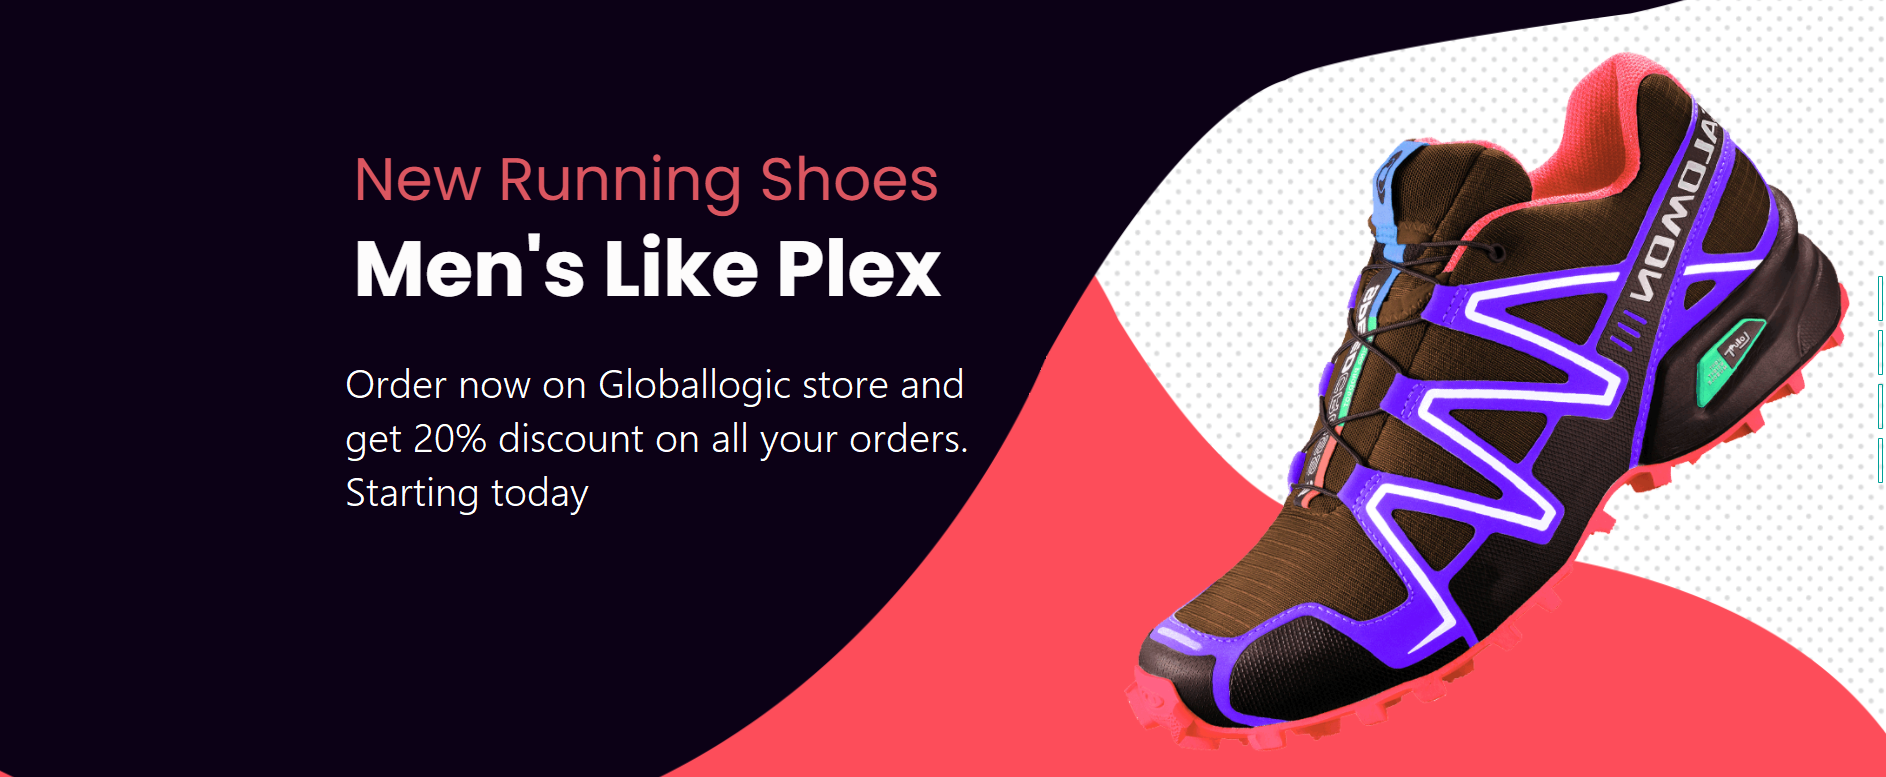 New Running Shoes
Men's Like Plex
Order now on Globallogic store and
get 20% discount on all your orders.
Starting today
SALOMON